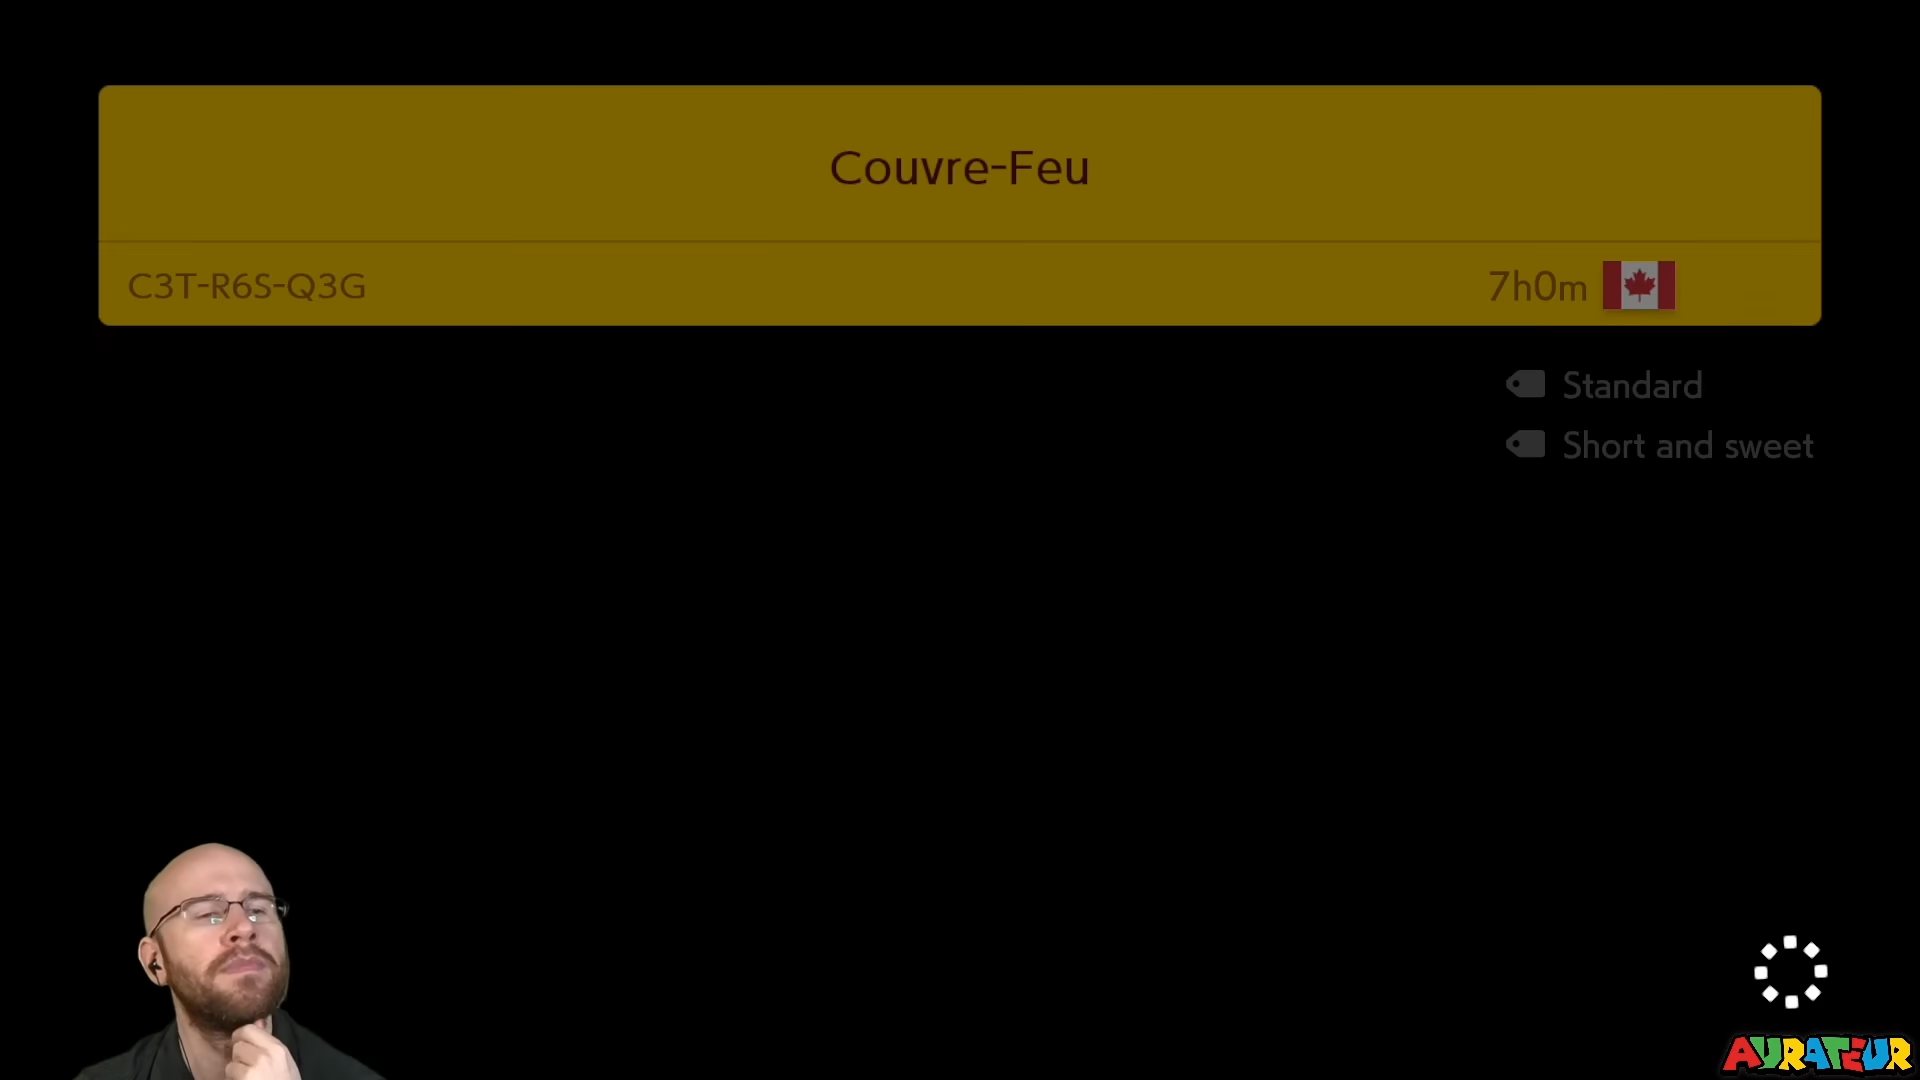 Couvre-Feu
C3T-R6S-Q3G
7h0m
Standard
Short and sweet
AURATEUR